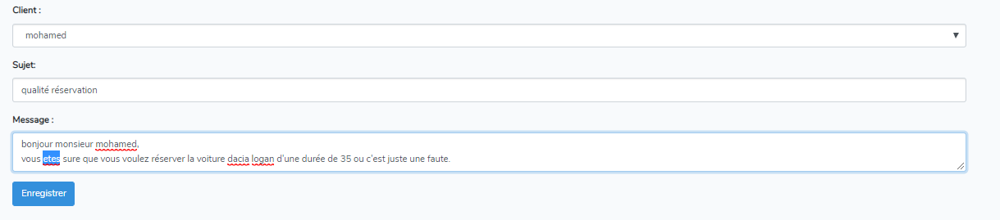 Client :
mohamed
Sujet:
qualité réservation
Message :
bonjour monsieur mohamed,
vous etes sure que vous voulez réserver la voiture dacia logan d'une durée de 35 ou c'est juste une faute.
Enregistrer